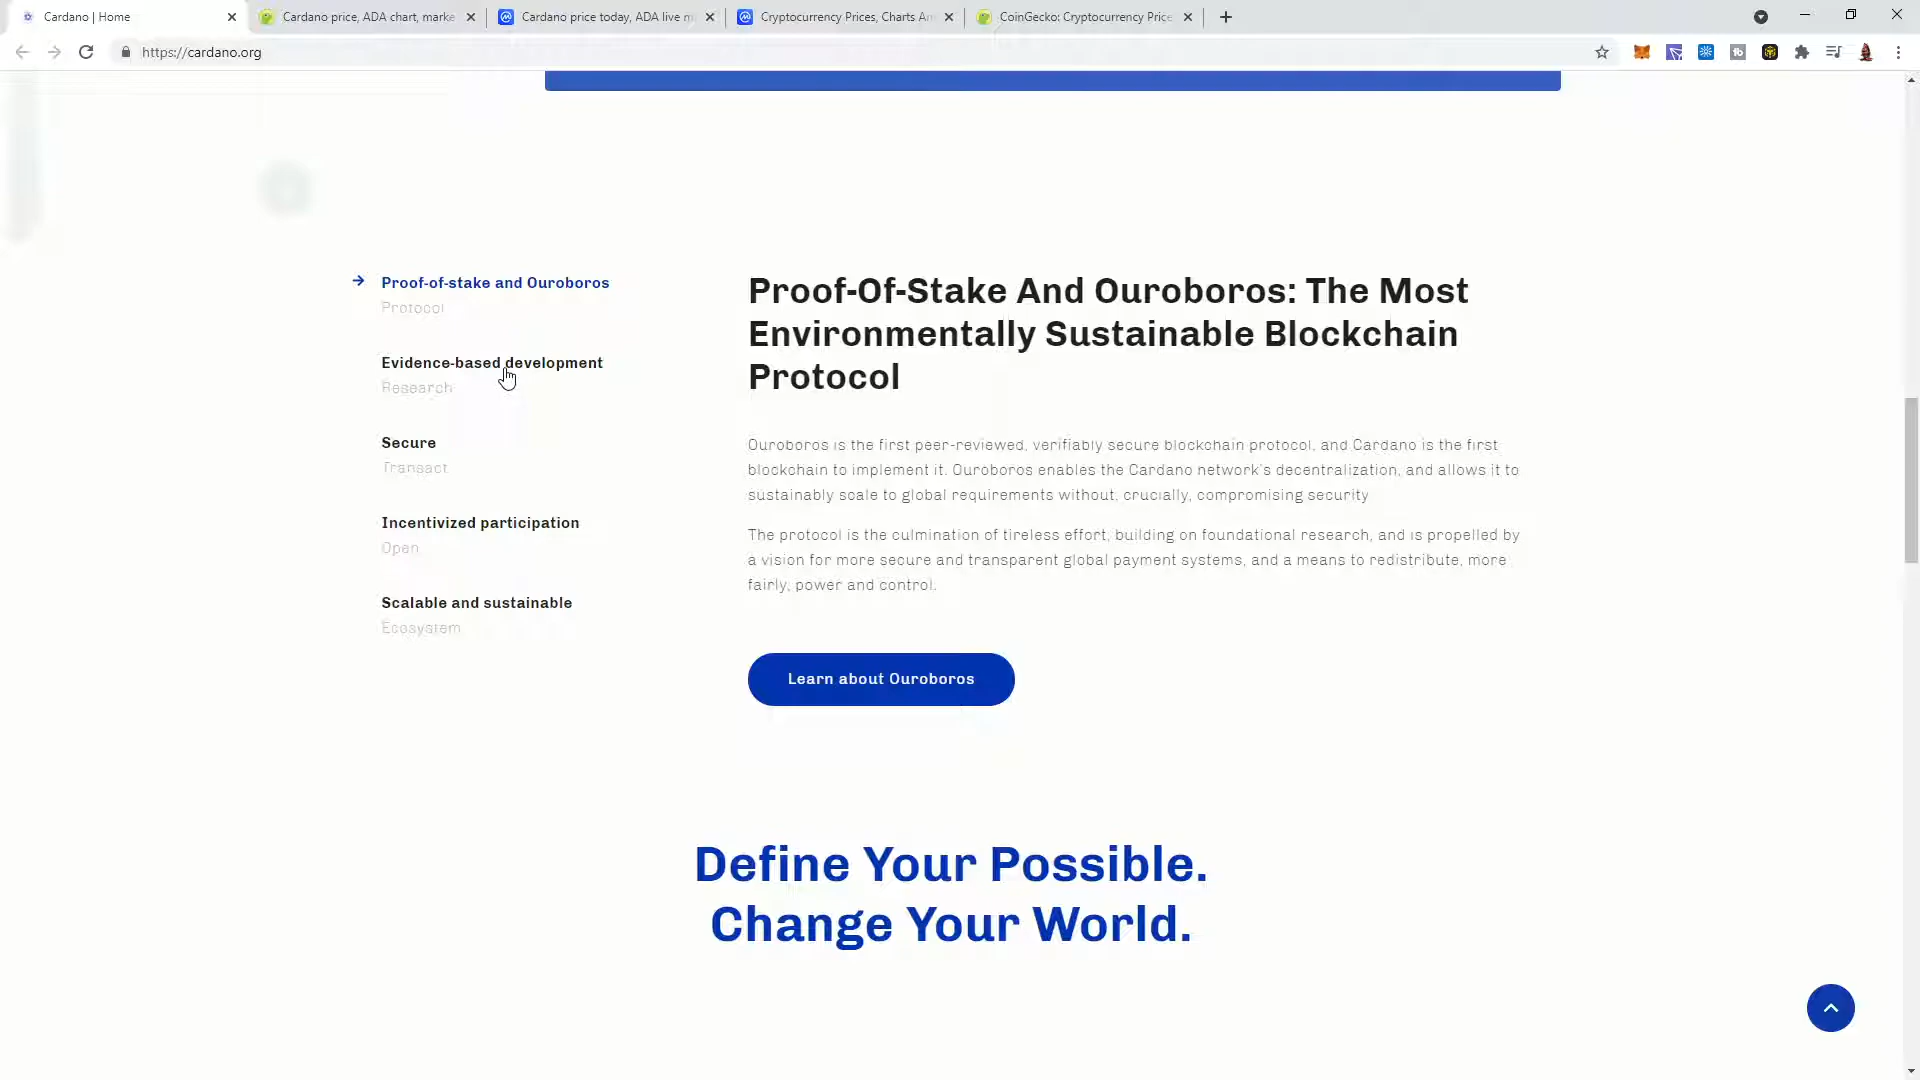 Cardano | Home
Cardano price, ADA chart, marke
Cardano price today, ADA live m
Cryptocurrency Prices, Charts An
CoinGecko: Cryptocurrency Price
https://cardano.org
Proof-of-stake and Ouroboros
Protocol
Evidence-based development
Research
Secure
Transact
Incentivized participation
Open
Scalable and sustainable
Ecosystem
Proof-Of-Stake And Ouroboros: The Most
Environmentally Sustainable Blockchain
Protocol
Ouroboros is the first peer-reviewed, verifiably secure blockchain protocol, and Cardano is the first
blockchain to implement it. Ouroboros enables the Cardano network's decentralization, and allows it to
sustainably scale to global requirements without, crucially, compromising security
The protocol is the culmination of tireless effort, building on foundational research, and is propelled by
a vision for more secure and transparent global payment systems, and a means to redistribute, more
fairly, power and control.
Learn about Ouroboros
Define Your Possible.
Change Your World.